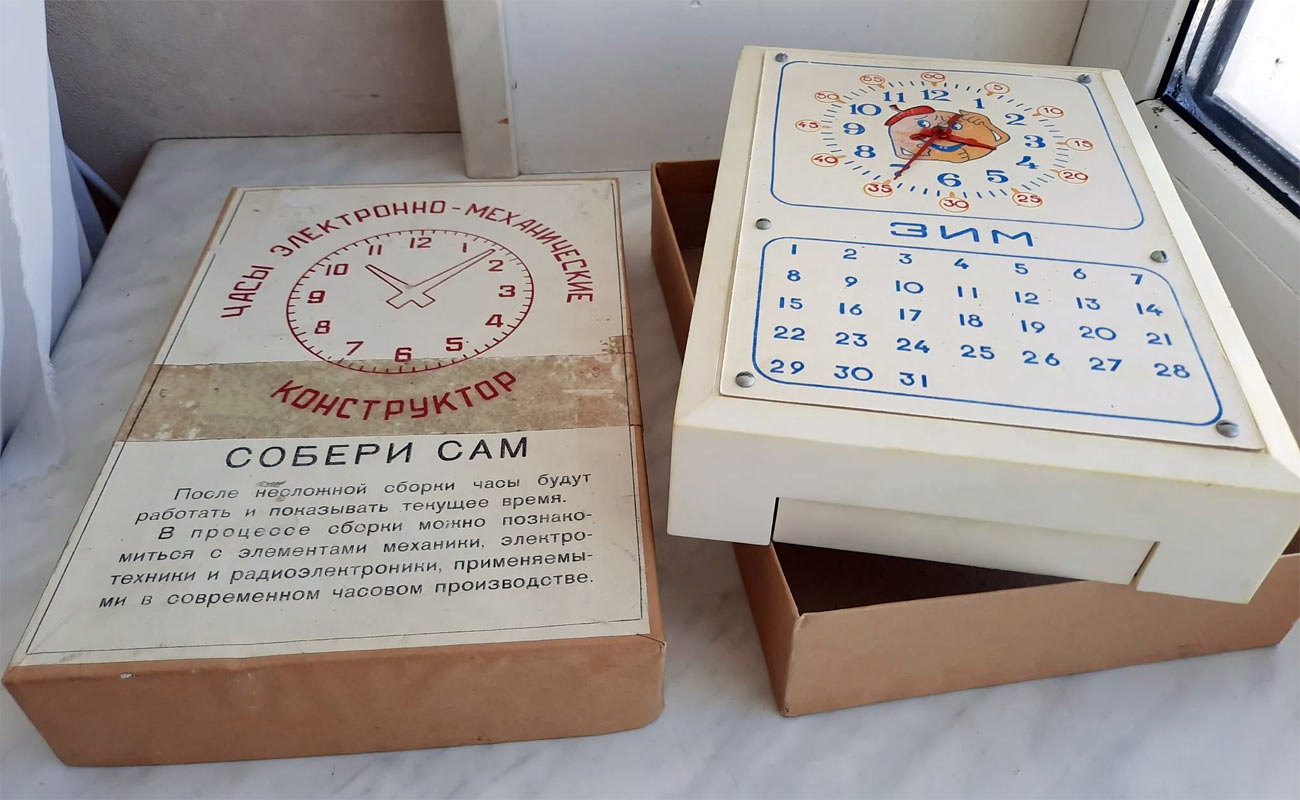 ЧАСЫ ЭЛЕКТРОННО-МЕХАНИЧЕСКИЕ
12
1
2
3
4
5
6
7
8
9
10
11
КОНСТРУКТОР
СОБЕРИ САМ
После несложной сборки часы будут
работать и показывать текущее время.
В процессе сборки можно познако-
миться с элементами механики, электро-
техники и радиоэлектроники, применяемы-
ми в современном часовом производстве.
60
5
10
15
20
25
30
35
40
45
50
55
12
1
2
3
4
5
6
7
8
9
10
11
ЗИМ
1 2 3 4 5 6 7
8 9 10 11 12 13 14
15 16 17 18 19 20 21
22 23 24 25 26 27 28
29 30 31